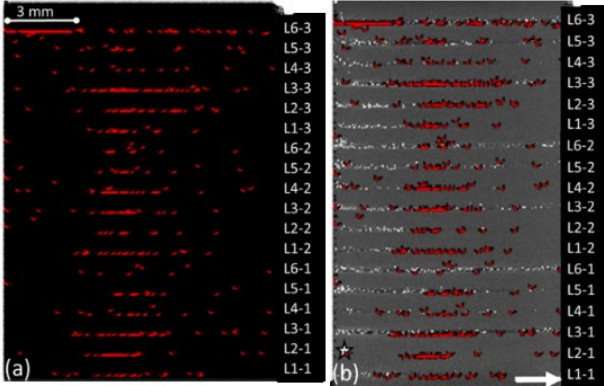 3 mm
L6-3
L5-3
L4-3
L3-3
L2-3
L1-3
L6-2
L5-2
L4-2
L3-2
L2-2
L1-2
L6-1
L5-1
L4-1
L3-1
L2-1
L1-1
(a)
L6-3
L5-3
L4-3
L3-3
L2-3
L1-3
L6-2
L5-2
L4-2
L3-2
L2-2
L1-2
L6-1
L5-1
L4-1
L3-1
L2-1
L1-1
(b)